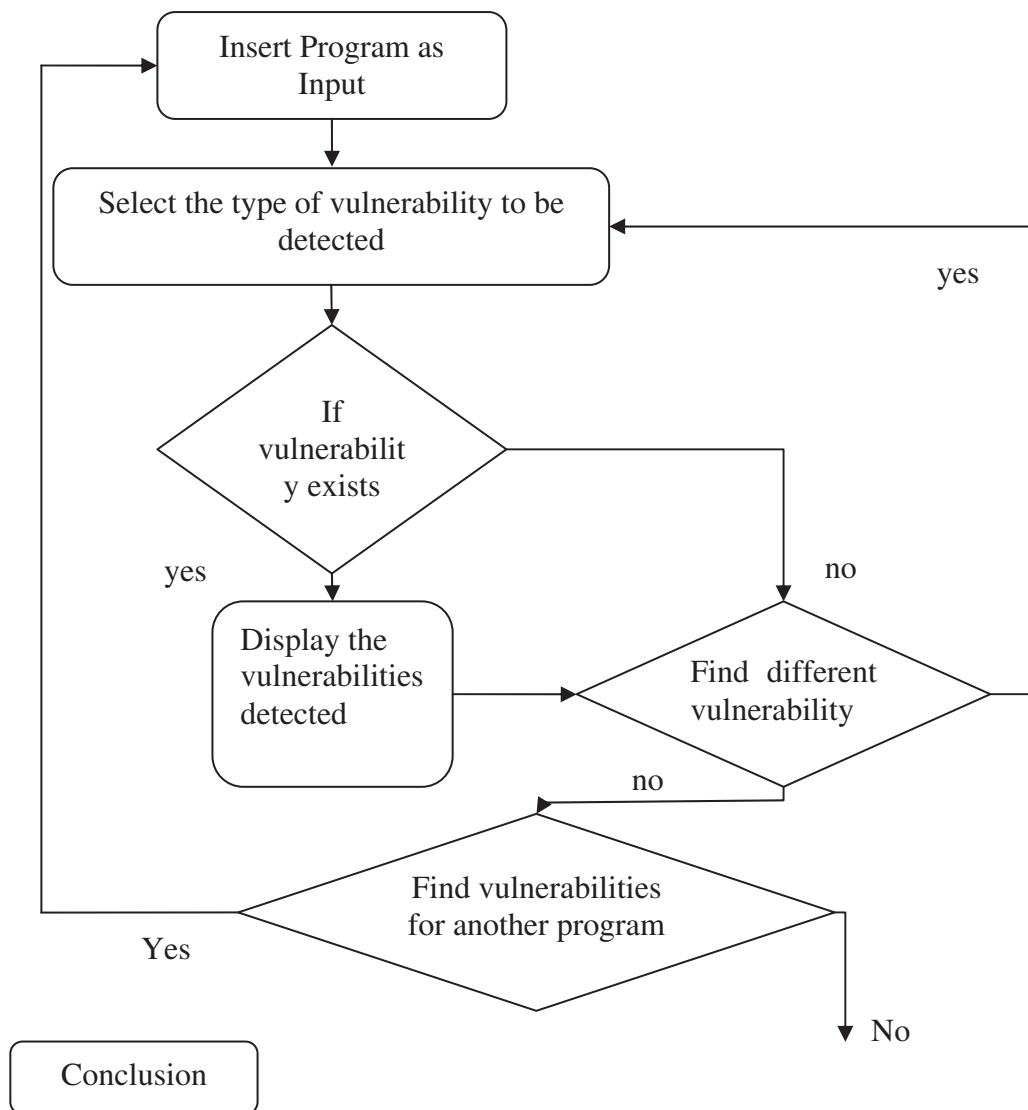 Insert Program as
Input
Select the type of vulnerability to be
detected
yes
If
vulnerabilit
y exists
yes
no
Display the
vulnerabilities
detected
Find different
vulnerability
no
Find vulnerabilities
for another program
Yes
No
Conclusion